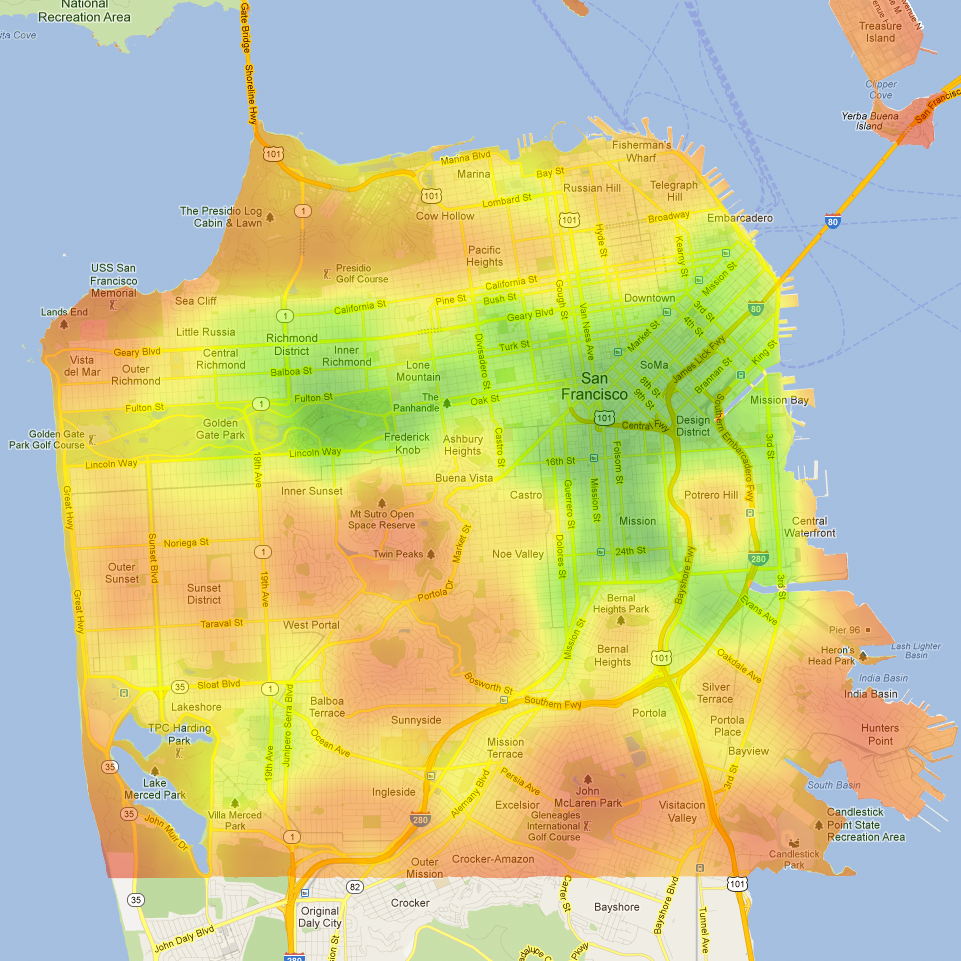 National
Recreation Area
Gate Bridge
Shoreline Hwy
Treasure
Island
Clipper
Cove
Yerba Buena
Island
San Francisc
80
101
Marina Blvd
Marina
Bay St
Fisherman's
Wharf
Russian Hill
Telegraph
Hill
101
Lombard St
Cow Hollow
The Presidio Log
Cabin & Lawn
1
101
Broadway
Embarcadero
Hyde St
Kearny St
Pacific
Heights
Presidio
Golf Course
USS San
Francisco
Memorial
Mission St
Lands End
Sea Cliff
California St
California St
Pine St
Bush St
Gough St
Downtown
80
Little Russia
1
Geary Blvd
Van Ness Ave
3rd St
4th St
Richmond
District
Inner
Richmond
Geary Blvd
Central
Richmond
Turk St
Market St
James Lick Fwy
King St
Vista
del Mar
Outer
Richmond
Balboa St
Lone
Mountain
Divisadero St
SoMa
Brannan St
San
Francisco
8th St
9th St
Fulton St
Fulton St
1
The
Panhandle
Oak St
Mission Bay
101
Central Fwy
Design
District
Southern Embarcadero Fwy
Golden
Gate Park
Golden Gate
Park Golf Course
Frederick
Knob
Ashbury
Heights
Castro St
Folsom St
3rd St
Lincoln Way
Lincoln Way
19th Ave
16th St
Buena Vista
Inner Sunset
Great Hwy
Castro
Guerrero St
Mission St
Potrero Hill
Mt Sutro Open
Space Reserve
Mission
Central
Waterfront
Sunset Blvd
Noriega St
Market St
1
Twin Peaks
Noe Valley
Dolores St
24th St
280
Outer
Sunset
19th Ave
Sunset
District
Great Hwy
Portola Dr
Bayshore Fwy
3rd St
Bernal
Heights Park
Evans Ave
Taraval St
West Portal
Mission St
Pier 96
Lash Lighter
Basin
Heron's
Head Park
Bernal
Heights
101
Oakdale Ave
India Basin
India Basin
35
Sloat Blvd
1
Bosworth St
Southern Fwy
Silver
Terrace
Lakeshore
Balboa
Terrace
Sunnyside
Portola
Portola
Place
TPC Harding
Park
Junipero Serra Blvd
Hunters
Point
Ocean Ave
Mission
Terrace
Bayview
19th Ave
35
Persia Ave
3rd St
South Basin
Lake
Merced Park
Ingleside
Alemany Blvd
John
McLaren Park
Excelsior
Visitacion
Valley
35
Villa Merced
Park
Gleneagles
International
Golf Course
Candlestick
Point State
Recreation Area
John Muir Dr
280
1
Candlestick
Park
Outer
Mission
Crocker-Amazon
82
101
35
Crocker
Carter St
Bayshore
Bayshore Blvd
Original
Daly City
Tunnel Ave
John Daly Blvd
Pkwy
280